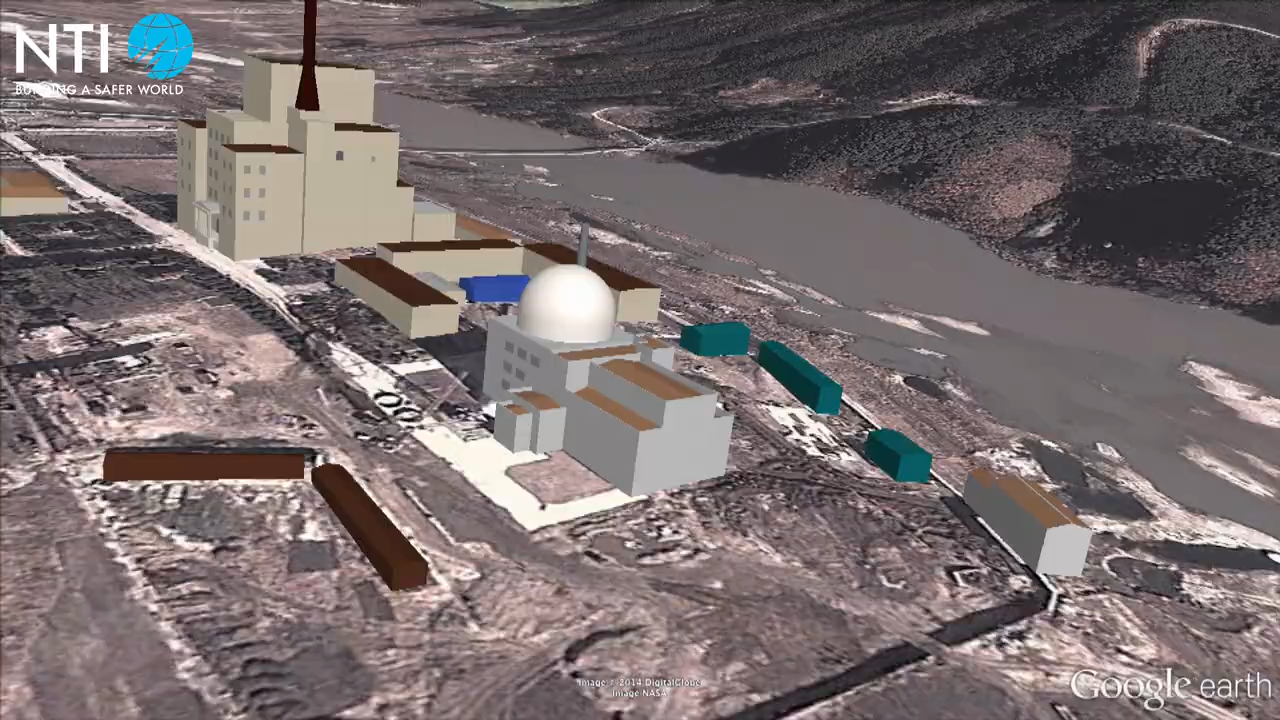 NTI
BUILDING A SAFER WORLD
Image © 2014 DigitalGlobe
Image NASA
Google earth